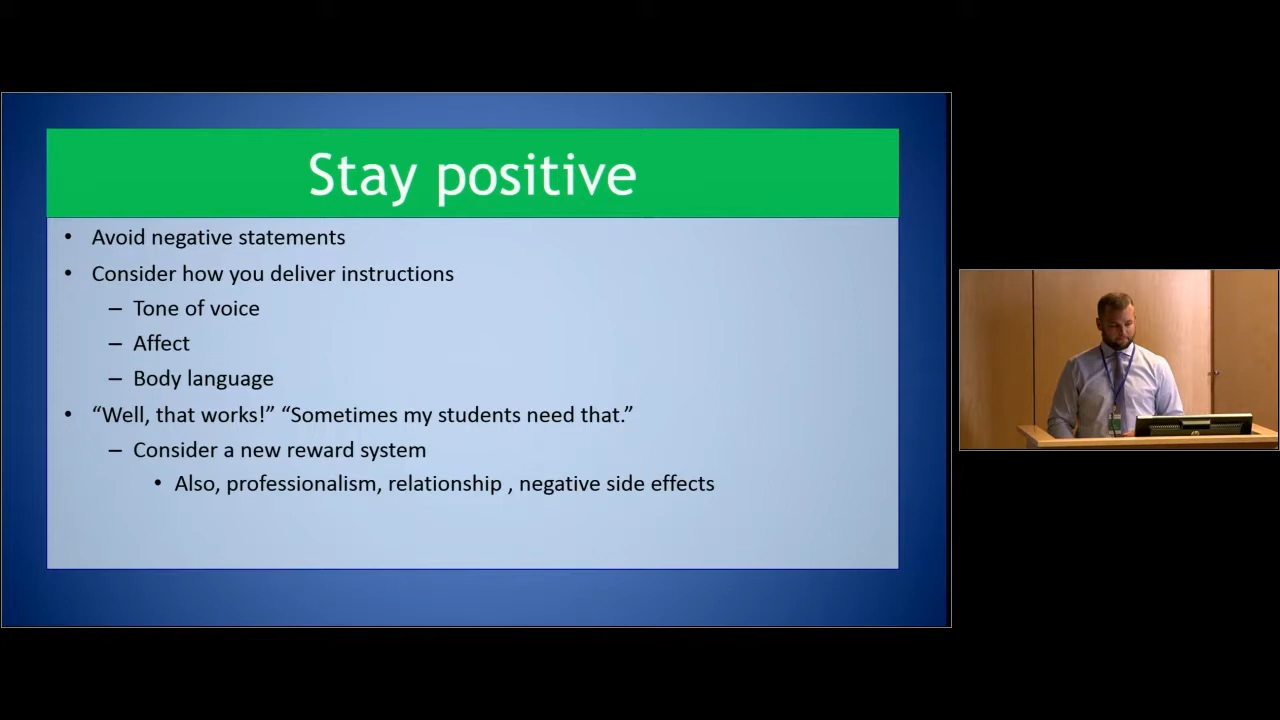 Stay positive
• Avoid negative statements
• Consider how you deliver instructions
– Tone of voice
– Affect
– Body language
• “Well, that works!” “Sometimes my students need that.”
– Consider a new reward system
• Also, professionalism, relationship , negative side effects